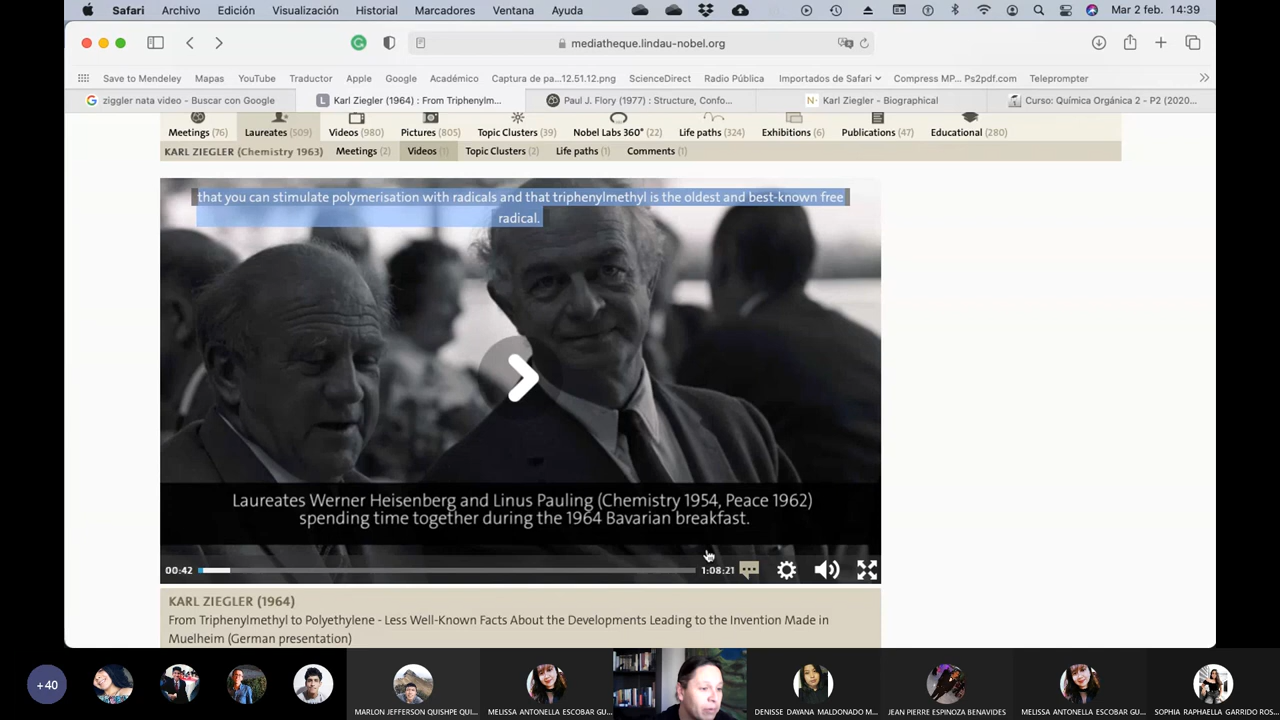 Safari Archivo Edición Visualización Historial Marcadores Ventana Ayuda Mar 2 feb. 14:39
mediatheque.lindau-nobel.org
Save to Mendeley Mapas YouTube Traductor Apple Google Académico Captura de pa...12.51.12.png ScienceDirect Radio Pública Importados de Safari Compress MP... Ps2pdf.com Teleprompter
ziggler nata video - Buscar con Google Karl Ziegler (1964) : From Triphenylm... Paul J. Flory (1977) : Structure, Confo... Karl Ziegler - Biographical Curso: Química Orgánica 2 - P2 (2020...
Meetings (76) Laureates (509) Videos (980) Pictures (805) Topic Clusters (39) Nobel Labs 360° (22) Life paths (324) Exhibitions (6) Publications (47) Educational (280)
KARL ZIEGLER (Chemistry 1963) Meetings (2) Videos (1) Topic Clusters (2) Life paths (1) Comments (1)
that you can stimulate polymerisation with radicals and that triphenylmethyl is the oldest and best-known free
radical.
Laureates Werner Heisenberg and Linus Pauling (Chemistry 1954, Peace 1962)
spending time together during the 1964 Bavarian breakfast.
00:42 1:08:21
KARL ZIEGLER (1964)
From Triphenylmethyl to Polyethylene - Less Well-Known Facts About the Developments Leading to the Invention Made in
Muelheim (German presentation)
+40
MARLON JEFFERSON QUISHPE QUI... MELISSA ANTONELLA ESCOBAR GU... DENISSE DAYANA MALDONADO M... JEAN PIERRE ESPINOZA BENAVIDES MELISSA ANTONELLA ESCOBAR GU... SOPHIA RAPHAELLA GARRIDO ROS...